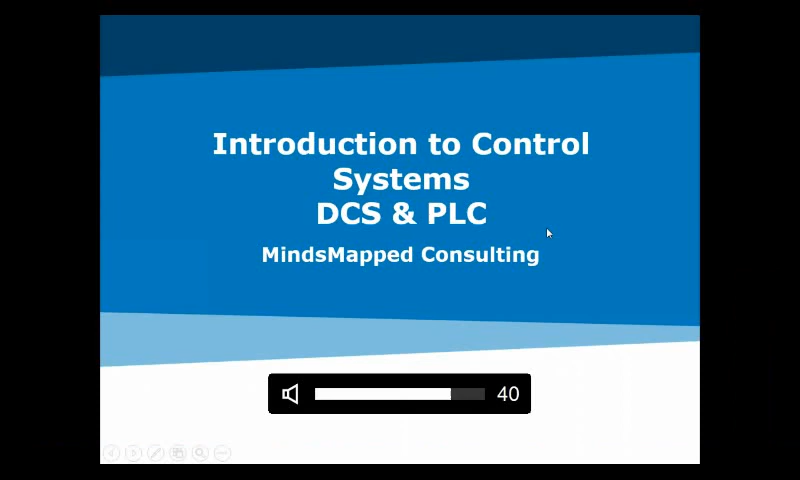 Introduction to Control
Systems
DCS & PLC
MindsMapped Consulting
40